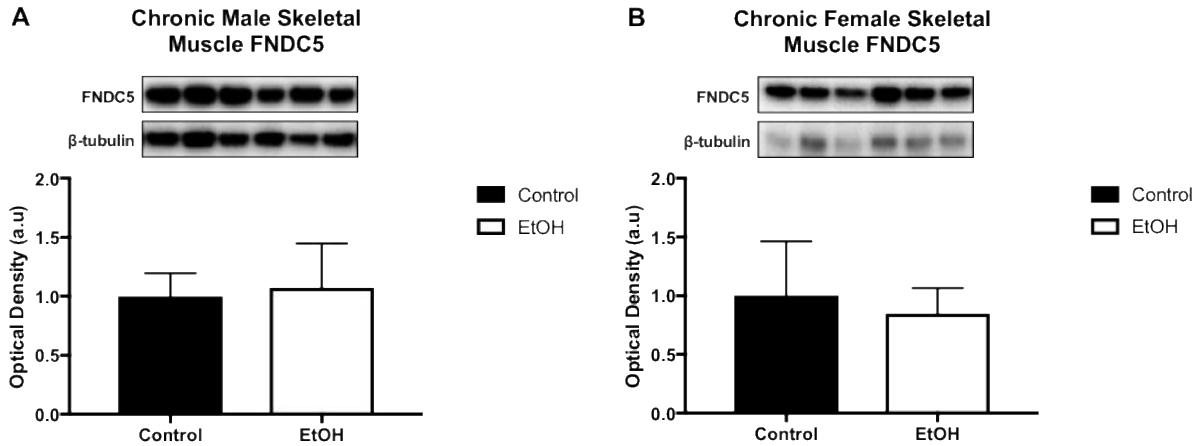 A
Chronic Male Skeletal
Muscle FNDC5
FNDC5
β-tubulin
2.0
1.5
1.0
0.5
0.0
Optical Density (a.u)
Control
EtOH
Control
EtOH
B
Chronic Female Skeletal
Muscle FNDC5
FNDC5
β-tubulin
2.0
1.5
1.0
0.5
0.0
Optical Density (a.u)
Control
EtOH
Control
EtOH